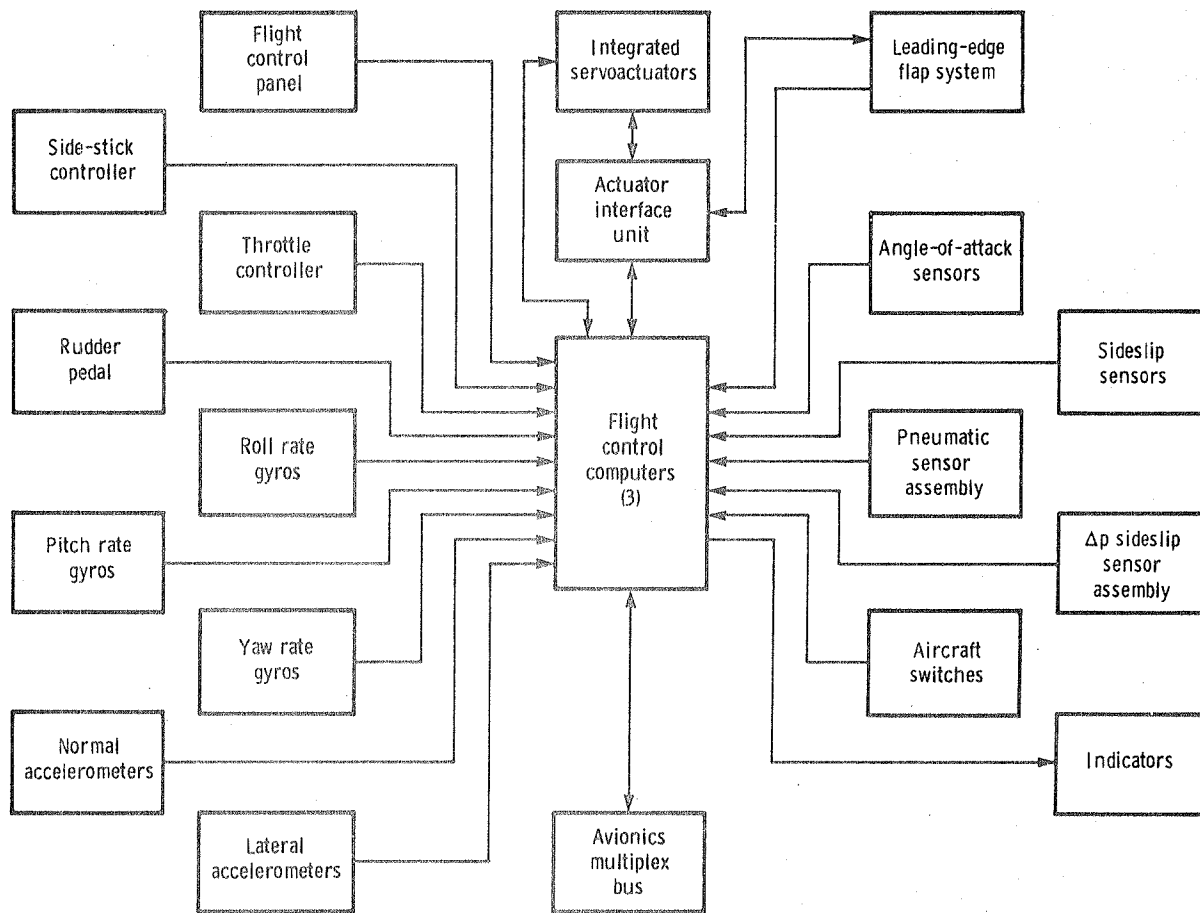 Flight
control
panel
Integrated
servoactuators
Leading-edge
flap system
Side-stick
controller
Actuator
interface
unit
Throttle
controller
Angle-of-attack
sensors
Rudder
pedal
Sideslip
sensors
Flight
control
computers
(3)
Roll rate
gyros
Pneumatic
sensor
assembly
Pitch rate
gyros
Δp sideslip
sensor
assembly
Yaw rate
gyros
Aircraft
switches
Normal
accelerometers
Indicators
Lateral
accelerometers
Avionics
multiplex
bus